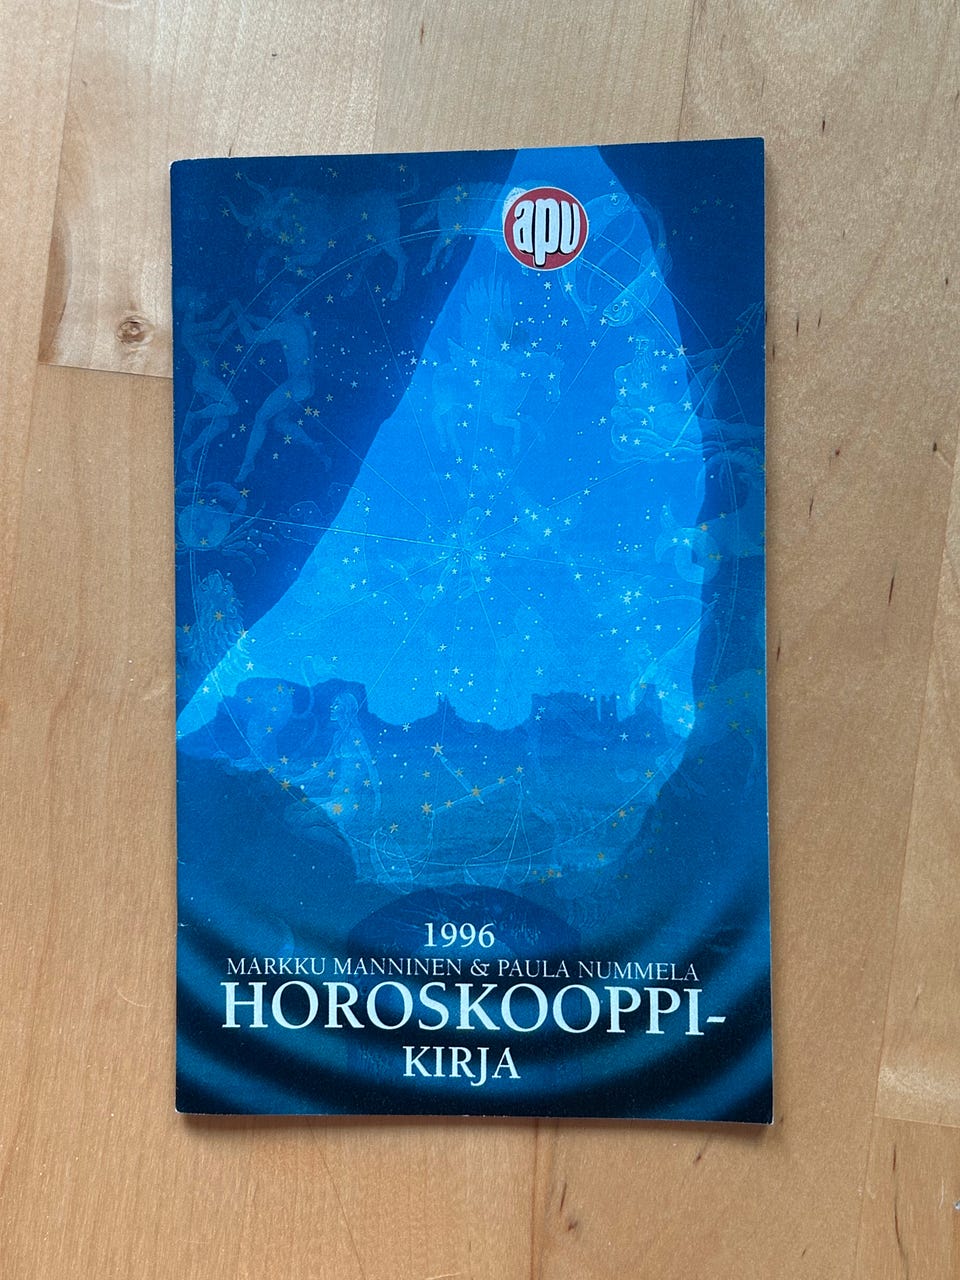 apu
1996
MARKKU MANNINEN & PAULA NUMMELA
HOROSKOOPPI-
KIRJA